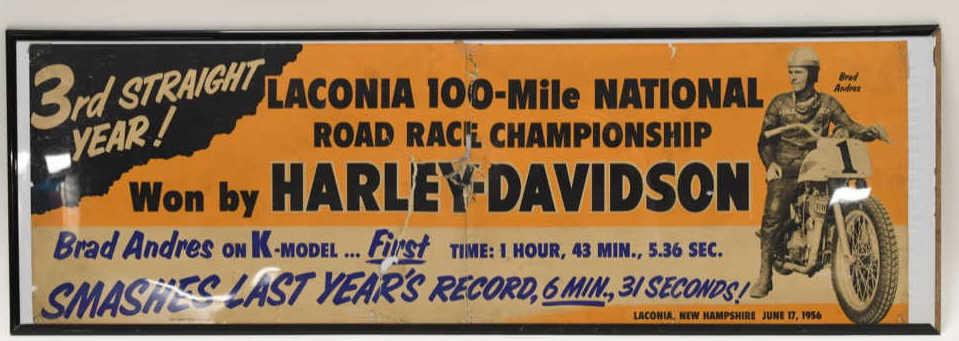 3rd STRAIGHT
YEAR!
LACONIA 100-Mile NATIONAL
ROAD RACE CHAMPIONSHIP
Won by HARLEY-DAVIDSON
Brad
Andres
1
Brad Andres ON K-MODEL ... First TIME: 1 HOUR, 43 MIN., 5.36 SEC.
SMASHES LAST YEAR'S RECORD, 6 MIN., 31 SECONDS!
LACONIA, NEW HAMPSHIRE JUNE 17, 1956